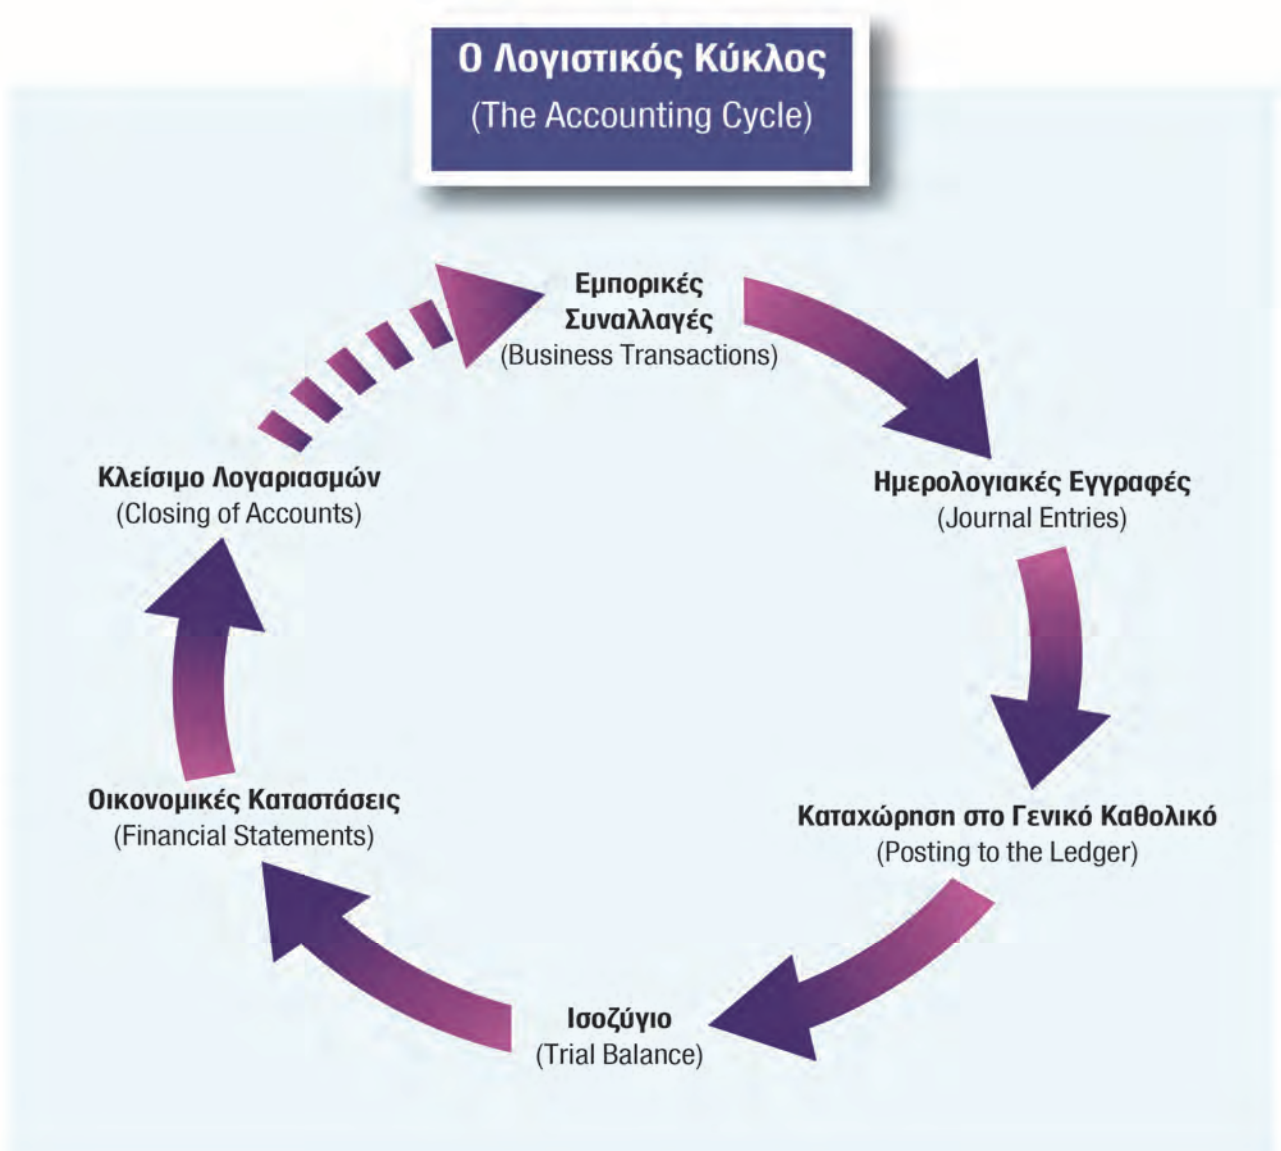 Ο Λογιστικός Κύκλος
(The Accounting Cycle)
Εμπορικές
Συναλλαγές
(Business Transactions)
Ημερολογιακές Εγγραφές
(Journal Entries)
Καταχώρηση στο Γενικό Καθολικό
(Posting to the Ledger)
Ισοζύγιο
(Trial Balance)
Οικονομικές Καταστάσεις
(Financial Statements)
Κλείσιμο Λογαριασμών
(Closing of Accounts)